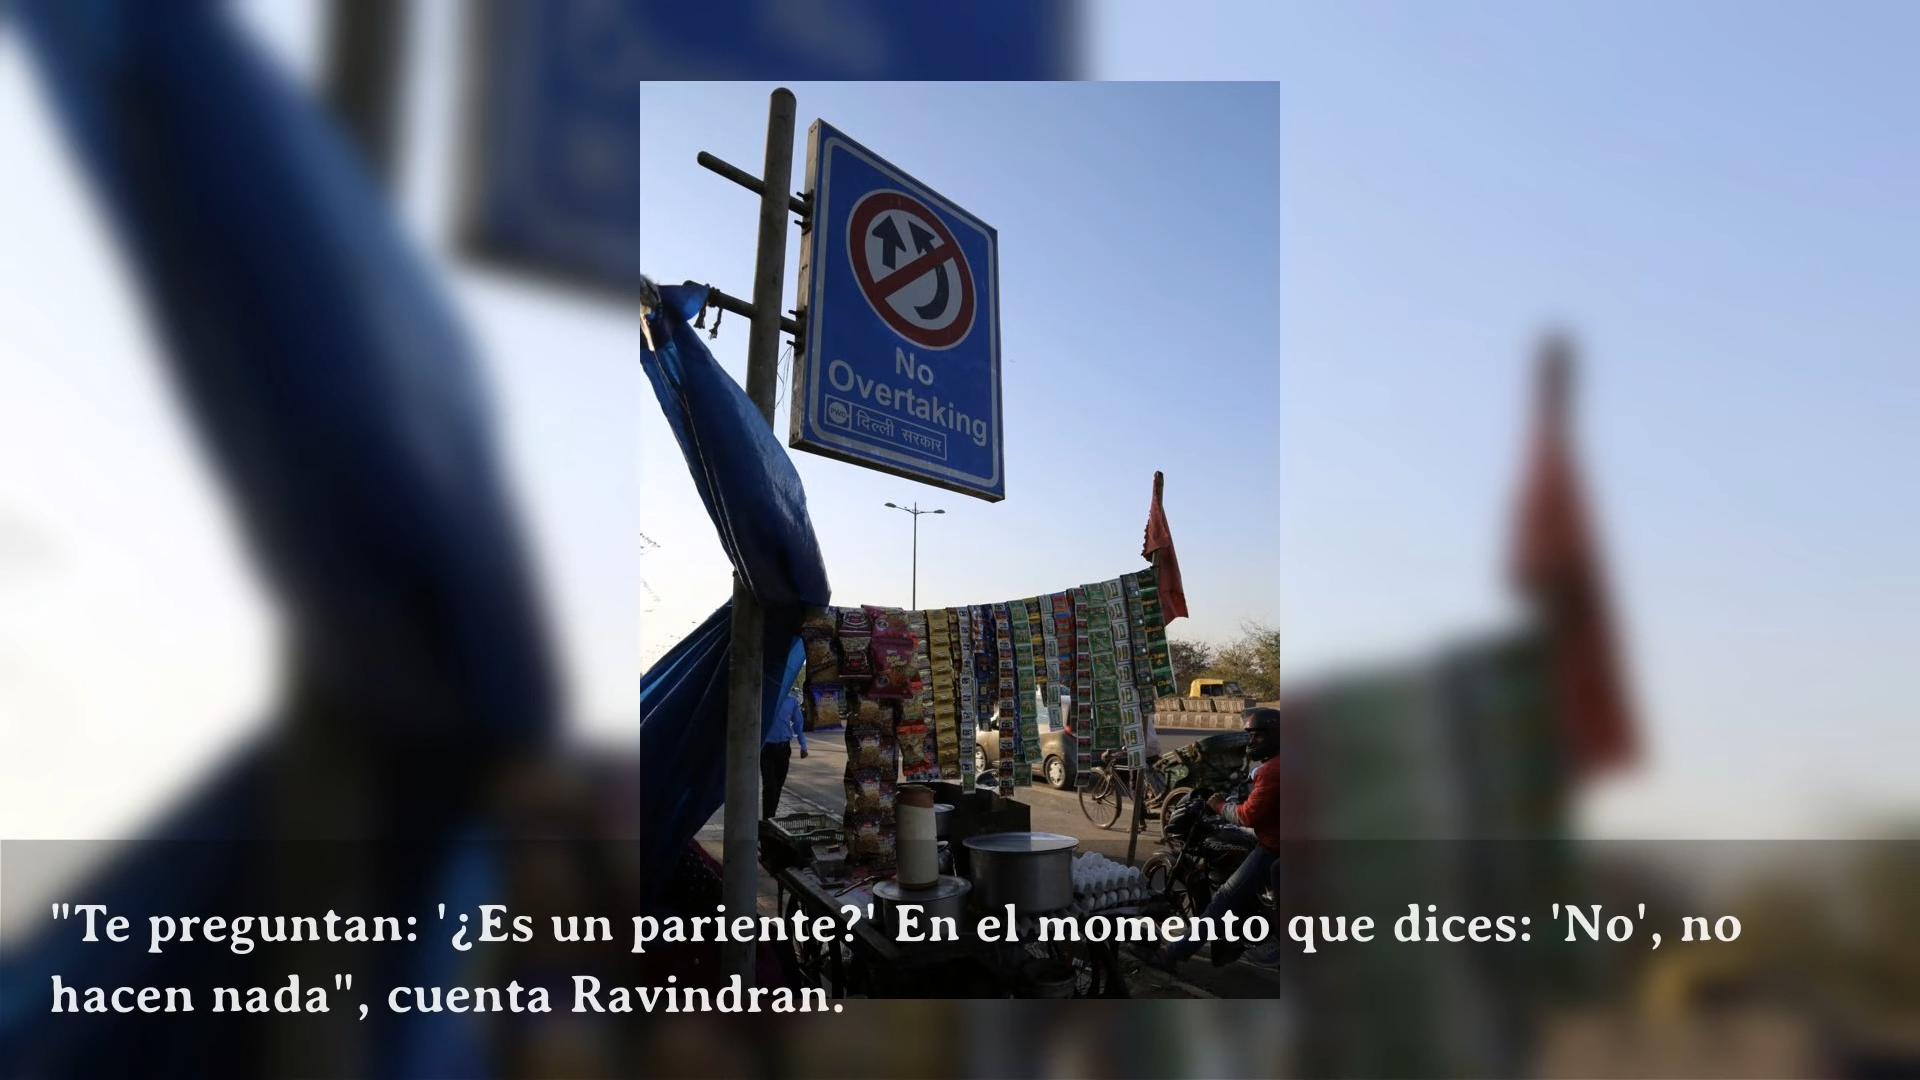 No
Overtaking
PWD दिल्ली सरकार
"Te preguntan: '¿Es un pariente?' En el momento que dices: 'No', no
hacen nada", cuenta Ravindran.